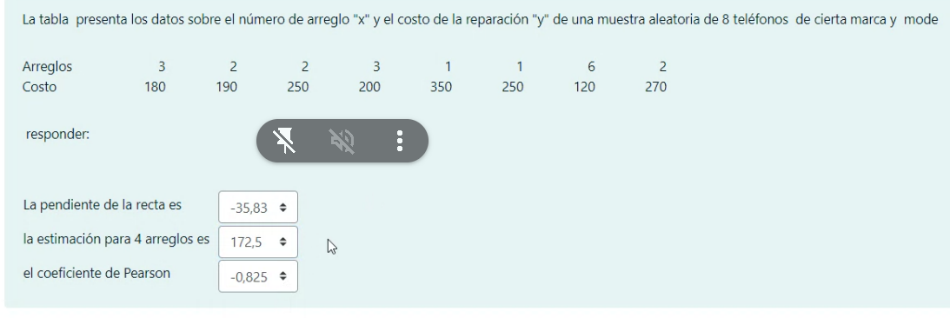 La tabla presenta los datos sobre el número de arreglo "x" y el costo de la reparación "y" de una muestra aleatoria de 8 teléfonos de cierta marca y mode
Arreglos 3 2 2 3 1 1 6 2
Costo 180 190 250 200 350 250 120 270
responder:
La pendiente de la recta es -35,83
la estimación para 4 arreglos es 172,5
el coeficiente de Pearson -0,825